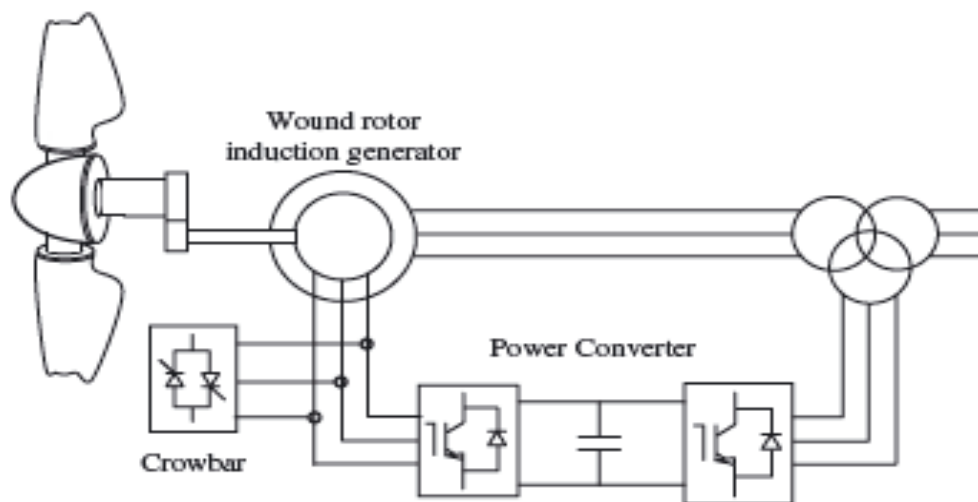 Wound rotor
induction generator
Power Converter
Crowbar